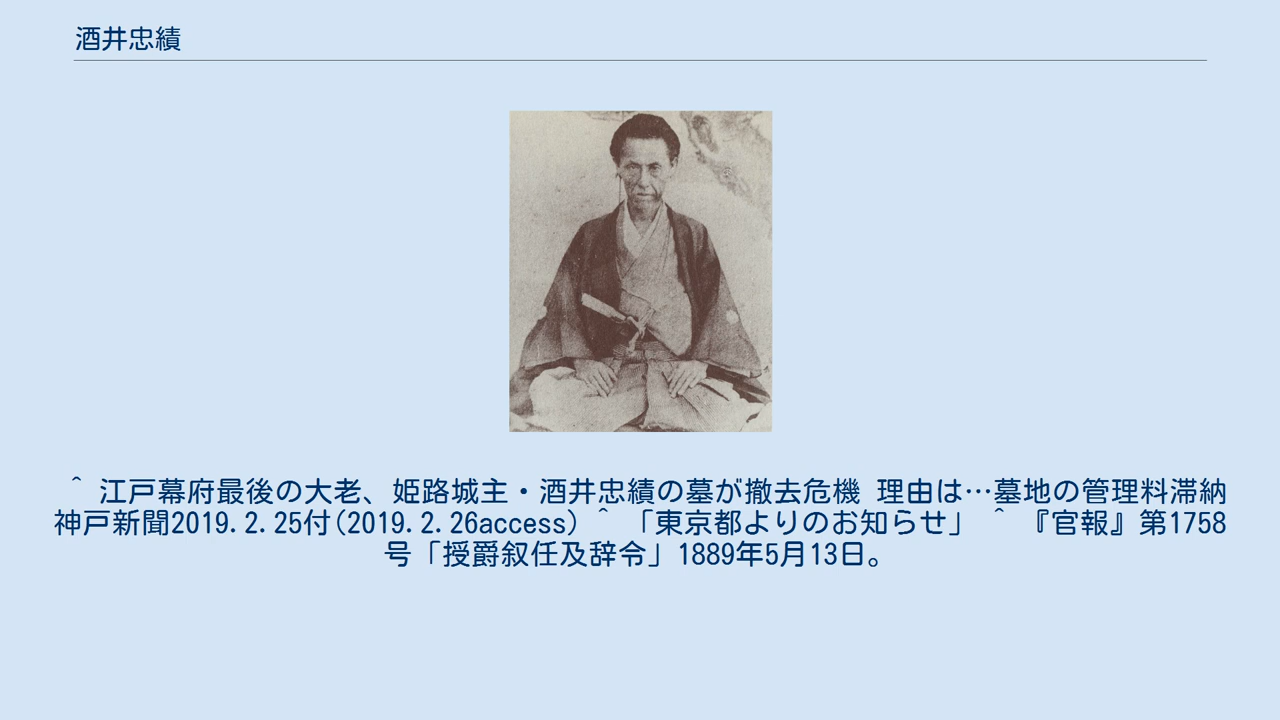 酒井忠績
＾ 江戸幕府最後の大老、姫路城主・酒井忠績の墓が撤去危機 理由は…墓地の管理料滞納
神戸新聞2019.2.25付(2019.2.26access) ＾ 「東京都よりのお知らせ」 ＾ 『官報』第1758
号「授爵叙任及辞令」1889年5月13日。